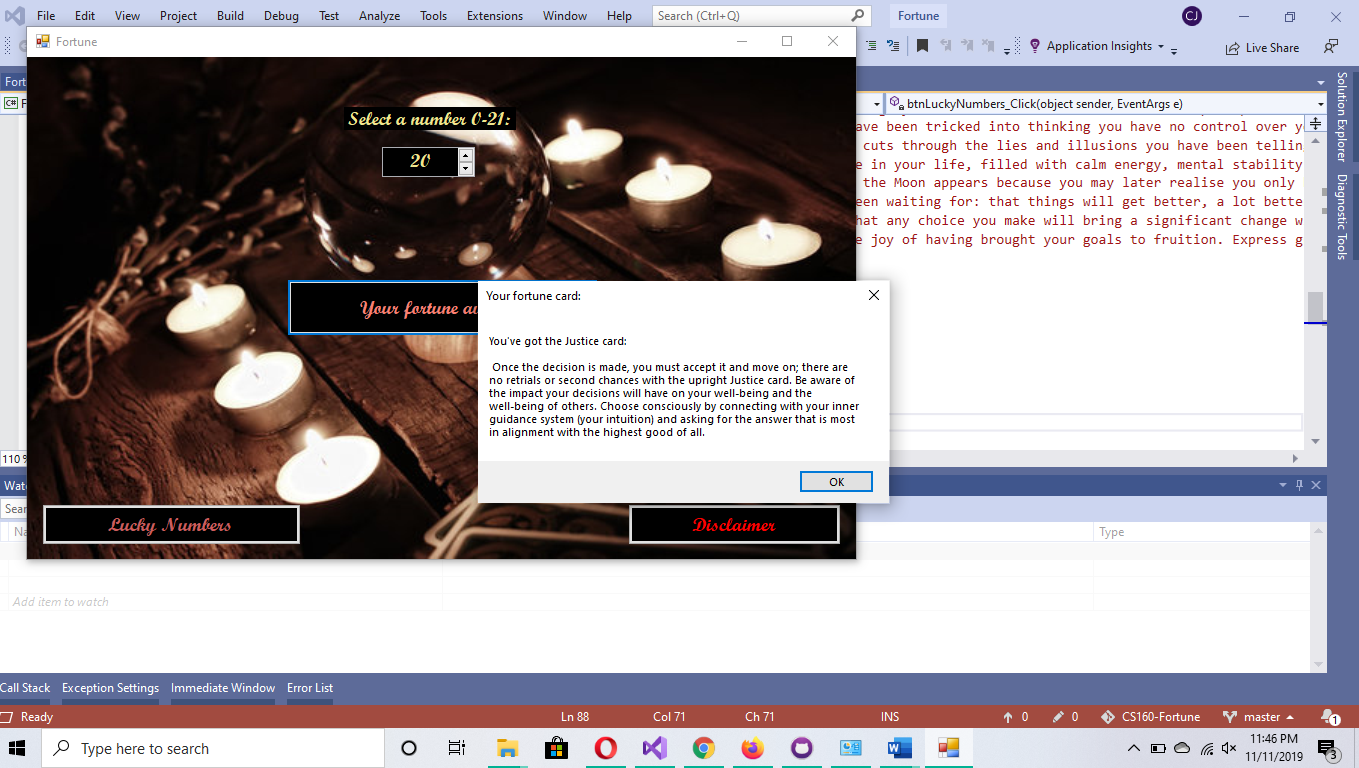 File Edit View Project Build Debug Test Analyze Tools Extensions Window Help Search (Ctrl+Q) Fortune CJ
Fortune
Application Insights Live Share
Fort
C# F
btnLuckyNumbers_Click(object sender, EventArgs e)
Select a number 0-21:
20
ave been tricked into thinking you have no control over y
cuts through the lies and illusions you have been tellin
e in your life, filled with calm energy, mental stability
the Moon appears because you may later realise you only
een waiting for: that things will get better, a lot bette
hat any choice you make will bring a significant change w
e joy of having brought your goals to fruition. Express g
Solution Explorer
Diagnostic Tools
Your fortune aw
Your fortune card:
You've got the Justice card:
Once the decision is made, you must accept it and move on; there are
no retrials or second chances with the upright Justice card. Be aware of
the impact your decisions will have on your well-being and the
well-being of others. Choose consciously by connecting with your inner
guidance system (your intuition) and asking for the answer that is most
in alignment with the highest good of all.
OK
110 %
Wat
Sear
Lucky Numbers
Disclaimer
Na
Type
Add item to watch
Call Stack Exception Settings Immediate Window Error List
Ready Ln 88 Col 71 Ch 71 INS 0 0 CS160-Fortune master 1
Type here to search
11:46 PM
11/11/2019
3